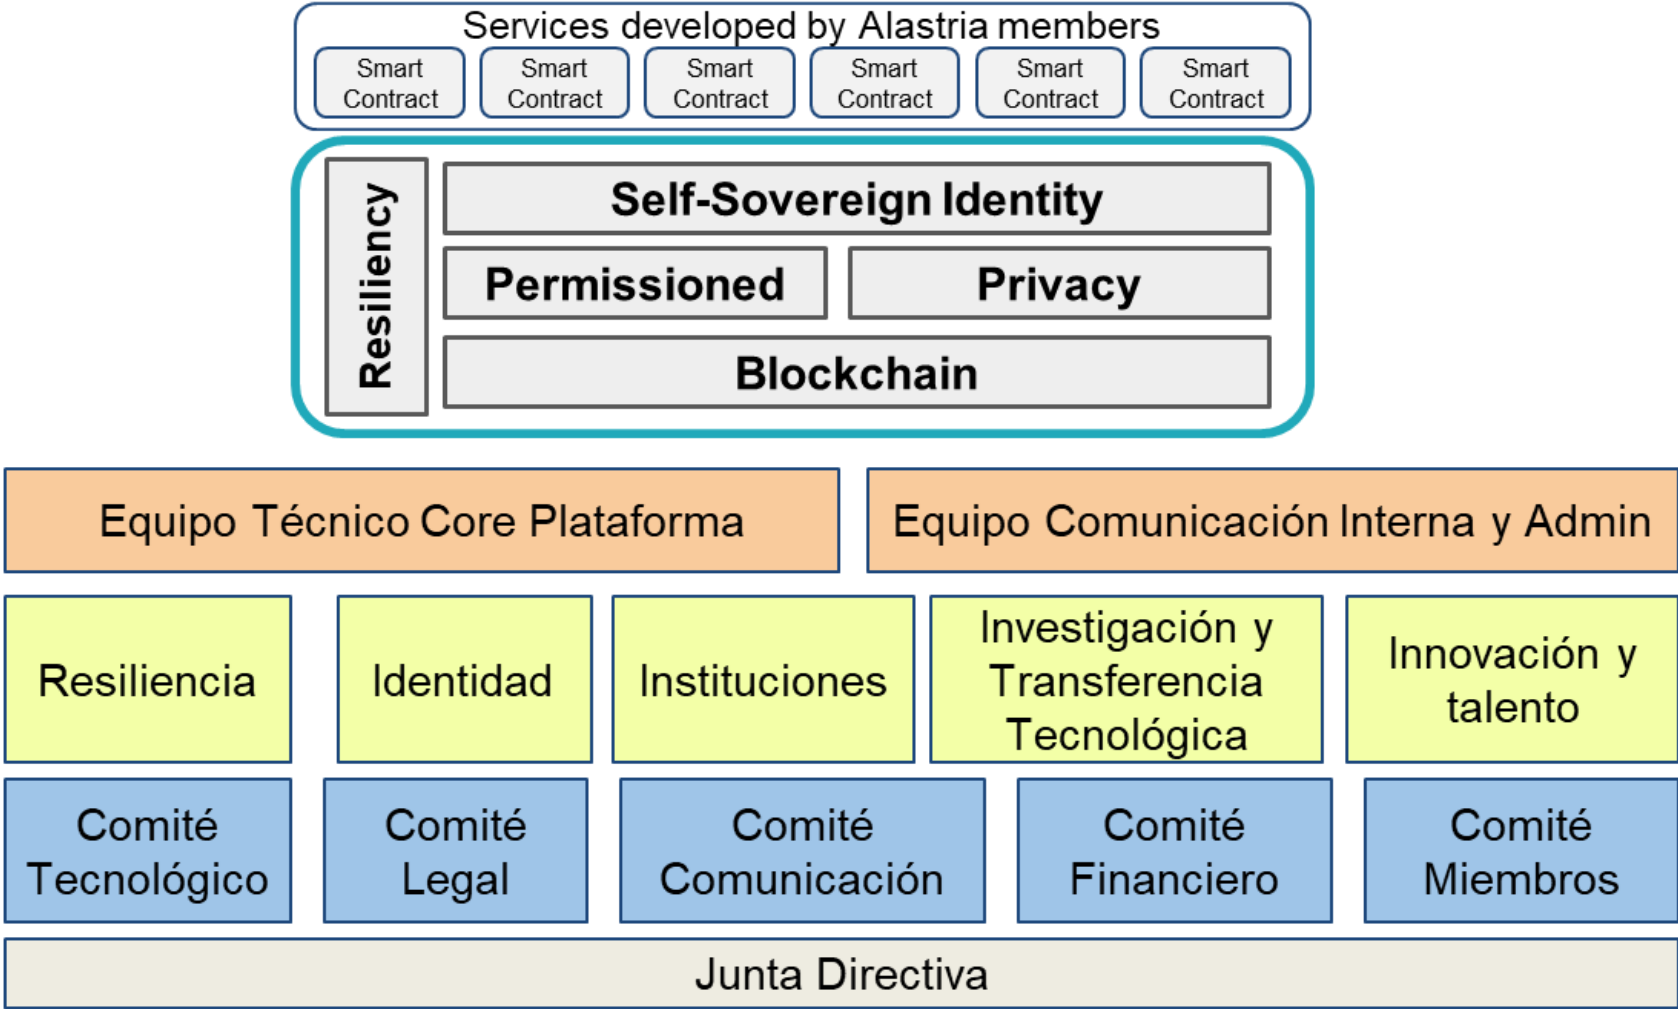 Services developed by Alastria members
Smart
Contract
Smart
Contract
Smart
Contract
Smart
Contract
Smart
Contract
Smart
Contract
Resiliency
Self-Sovereign Identity
Permissioned
Privacy
Blockchain
Equipo Técnico Core Plataforma
Equipo Comunicación Interna y Admin
Resiliencia
Identidad
Instituciones
Investigación y
Transferencia
Tecnológica
Innovación y
talento
Comité
Tecnológico
Comité
Legal
Comité
Comunicación
Comité
Financiero
Comité
Miembros
Junta Directiva